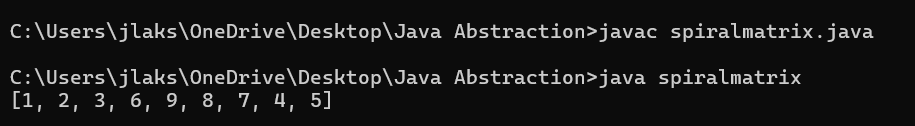 C:\Users\jlaks\OneDrive\Desktop\Java Abstraction>javac spiralmatrix.java
C:\Users\jlaks\OneDrive\Desktop\Java Abstraction>java spiralmatrix
[1, 2, 3, 6, 9, 8, 7, 4, 5]